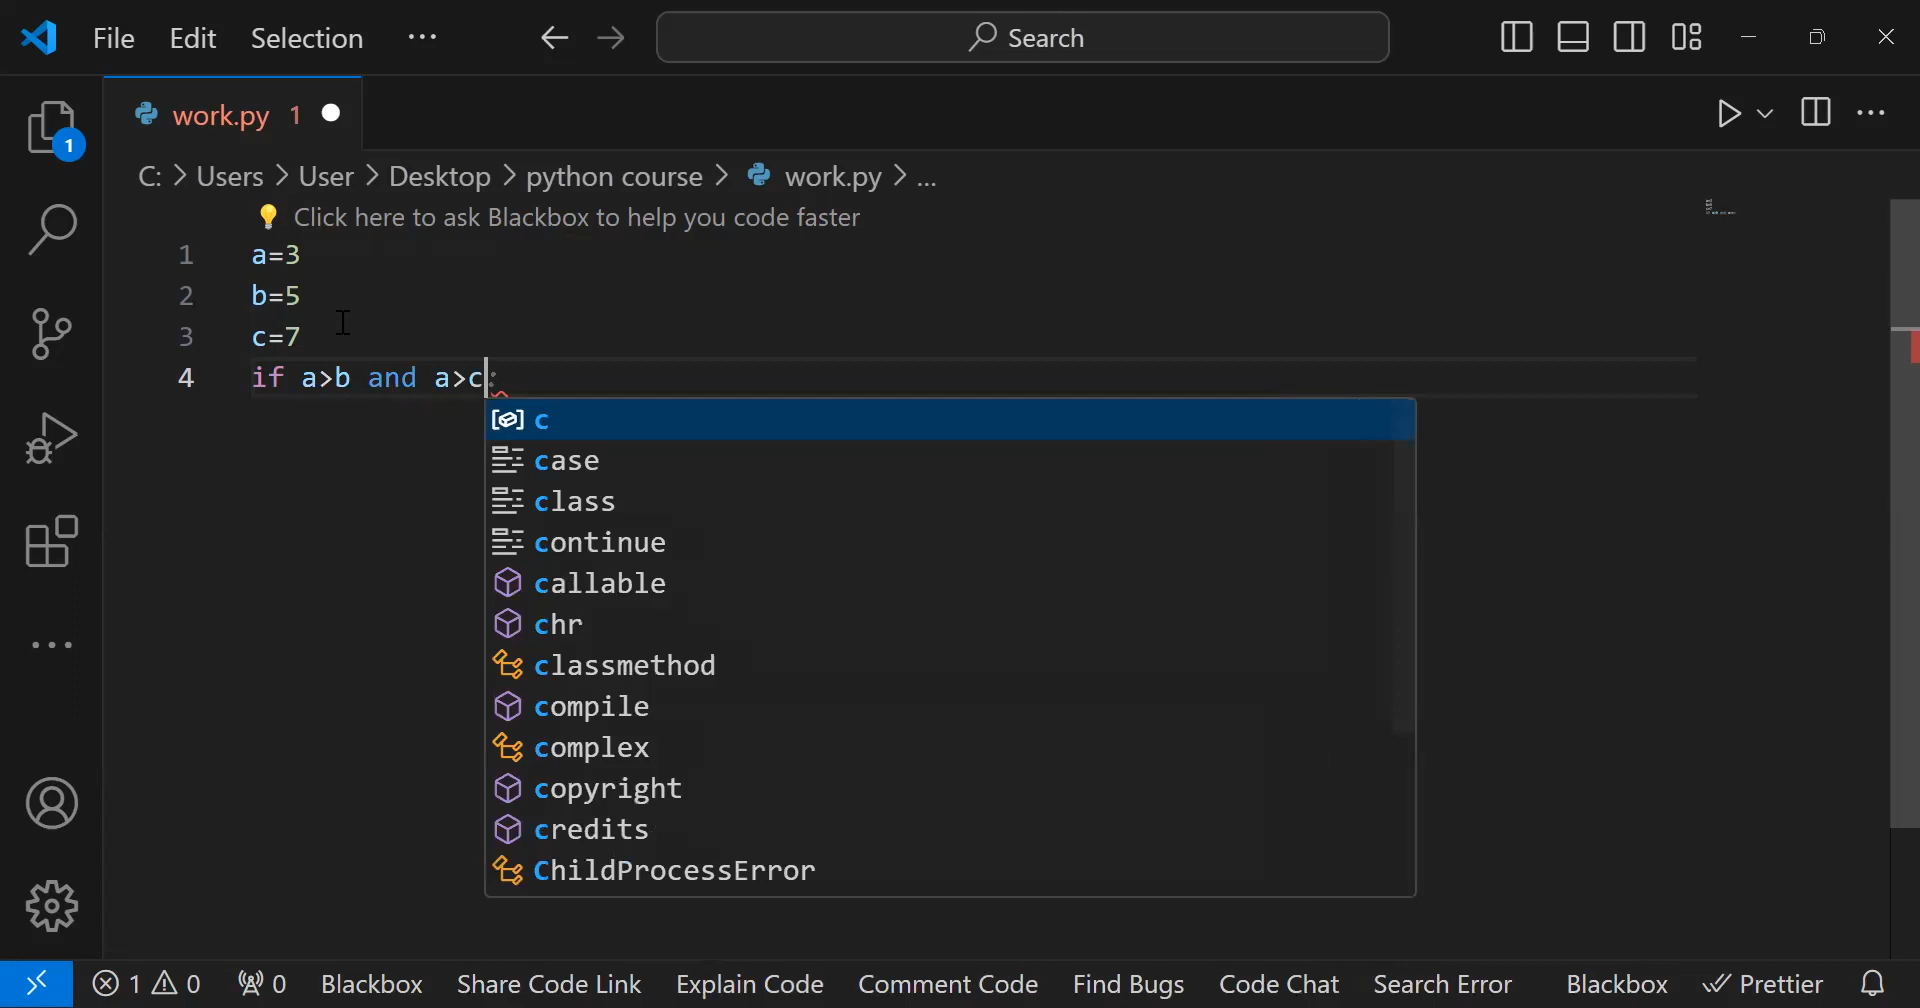 File Edit Selection ··· Search
work.py 1
C: > Users > User > Desktop > python course > work.py > ...
Click here to ask Blackbox to help you code faster
1 a=3
2 b=5
3 c=7
4 if a>b and a>c:
c
case
class
continue
callable
chr
classmethod
compile
complex
copyright
credits
ChildProcessError
1
1 0 0 Blackbox Share Code Link Explain Code Comment Code Find Bugs Code Chat Search Error Blackbox Prettier